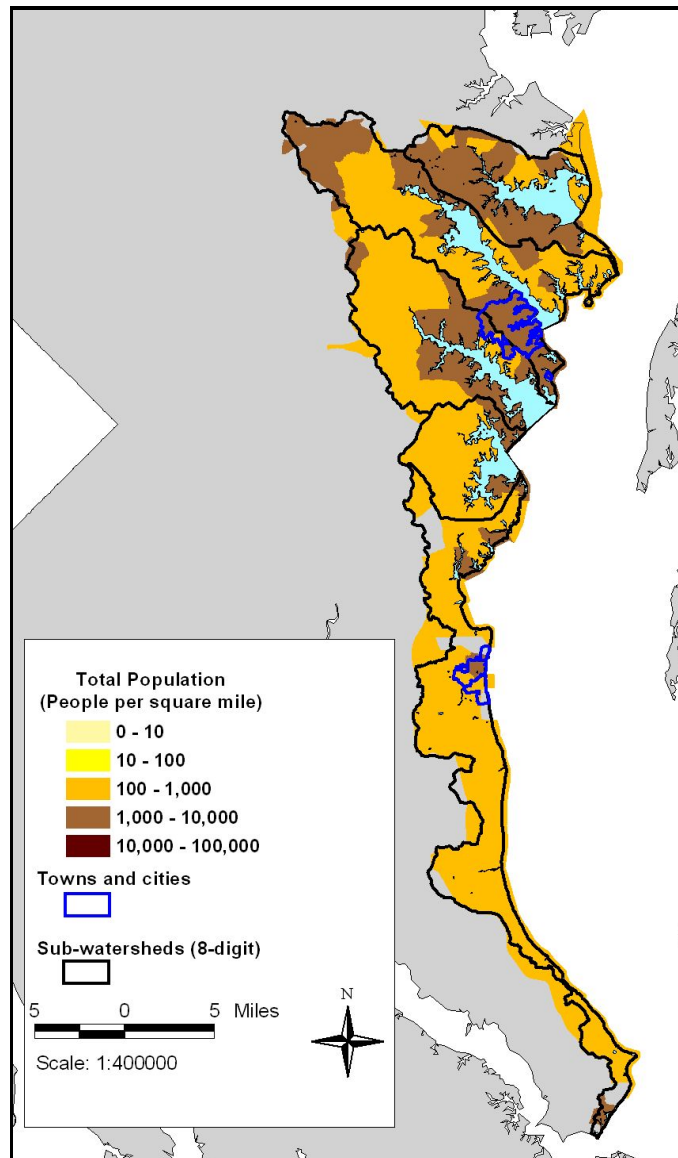 Total Population
(People per square mile)
0 - 10
10 - 100
100 - 1,000
1,000 - 10,000
10,000 - 100,000
Towns and cities
Sub-watersheds (8-digit)
5 0 5 Miles
Scale: 1:400000
N